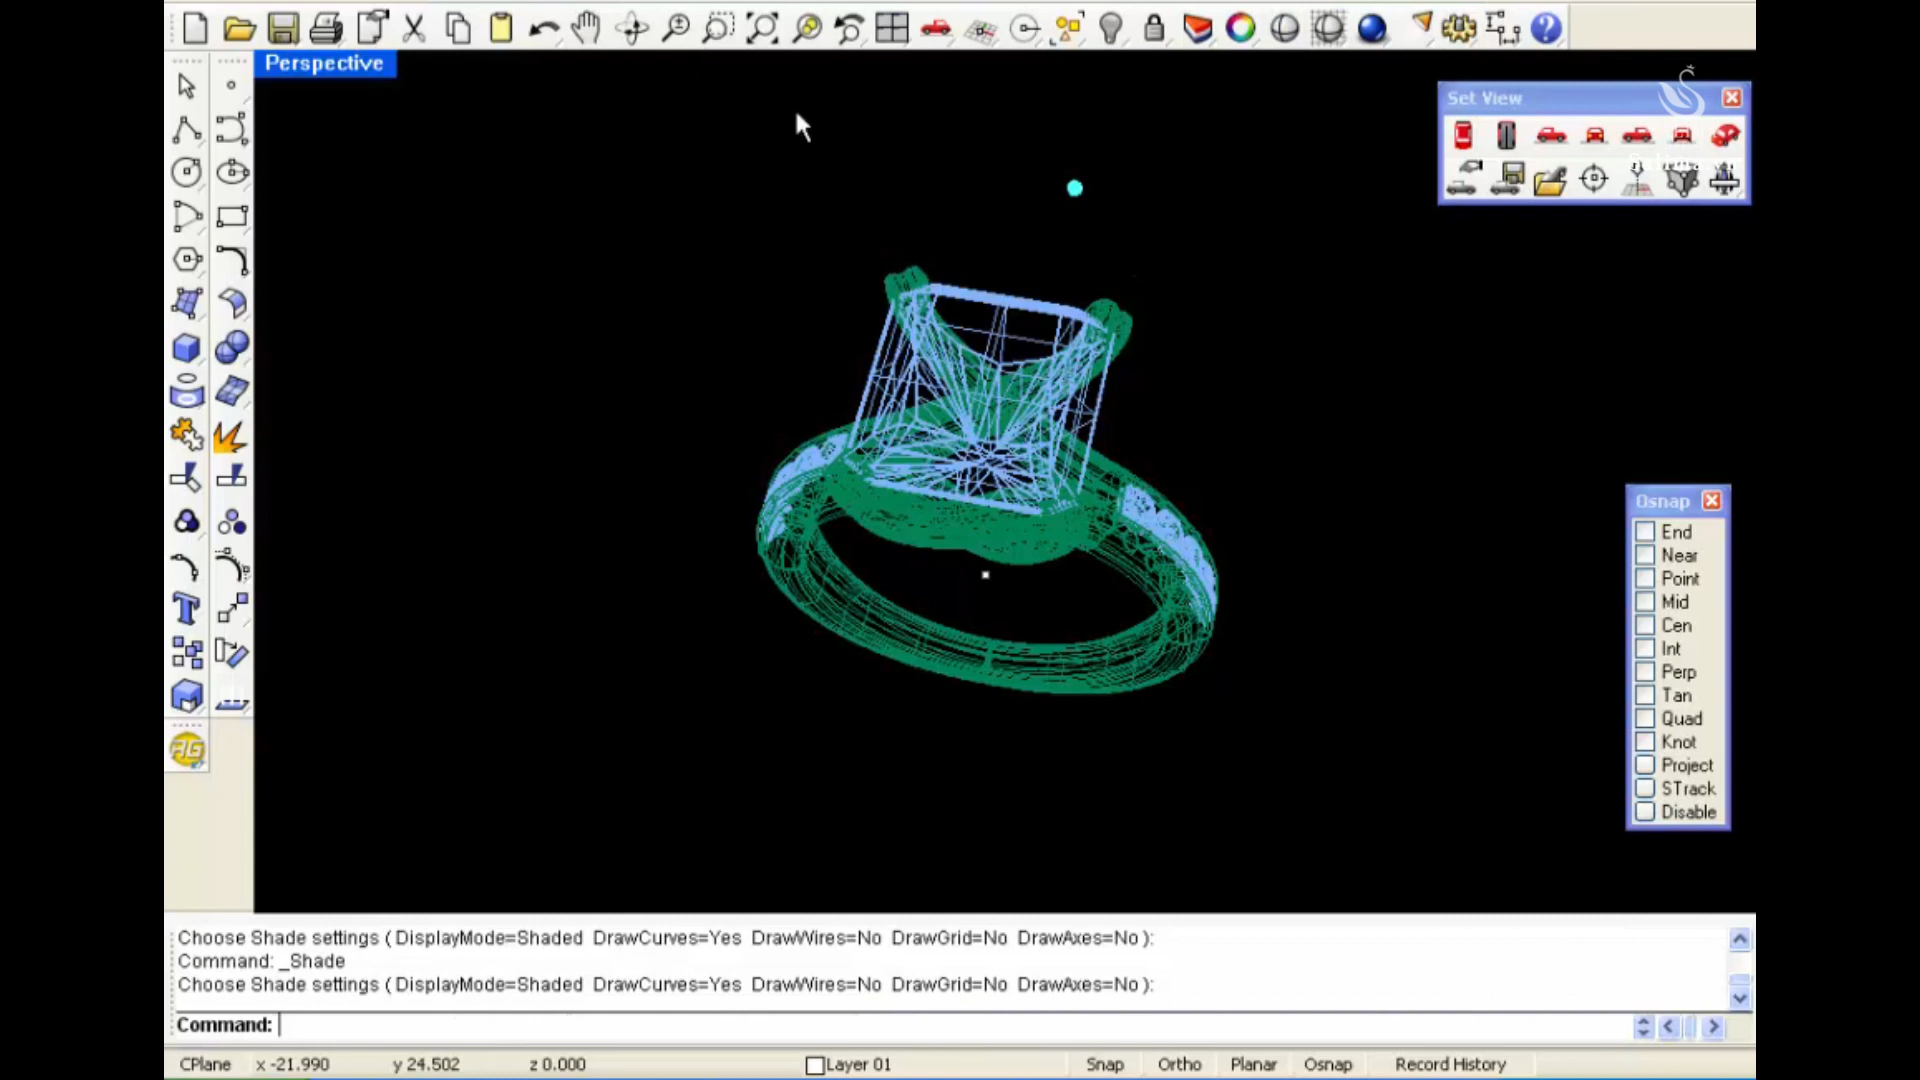 Perspective
Set View
Osnap
End
Near
Point
Mid
Cen
Int
Perp
Tan
Quad
Knot
Project
STrack
Disable
Choose Shade settings ( DisplayMode=Shaded DrawCurves=Yes DrawWires=No DrawGrid=No DrawAxes=No ):
Command: _Shade
Choose Shade settings ( DisplayMode=Shaded DrawCurves=Yes DrawWires=No DrawGrid=No DrawAxes=No ):
Command:
CPlane x -21.990 y 24.502 z 0.000 Layer 01 Snap Ortho Planar Osnap Record History